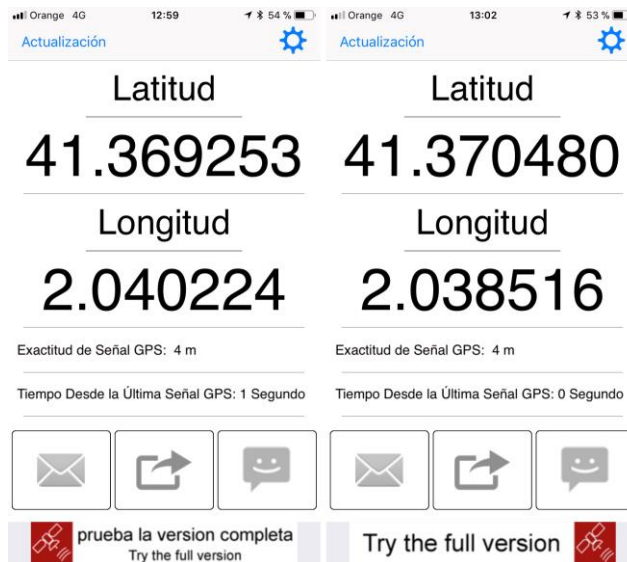 Orange 4G 12:59 54 %
Actualización
Latitud
41.369253
Longitud
2.040224
Exactitud de Señal GPS: 4 m
Tiempo Desde la Última Señal GPS: 1 Segundo
prueba la version completa
Try the full version
Orange 4G 13:02 53 %
Actualización
Latitud
41.370480
Longitud
2.038516
Exactitud de Señal GPS: 4 m
Tiempo Desde la Última Señal GPS: 0 Segundo
Try the full version